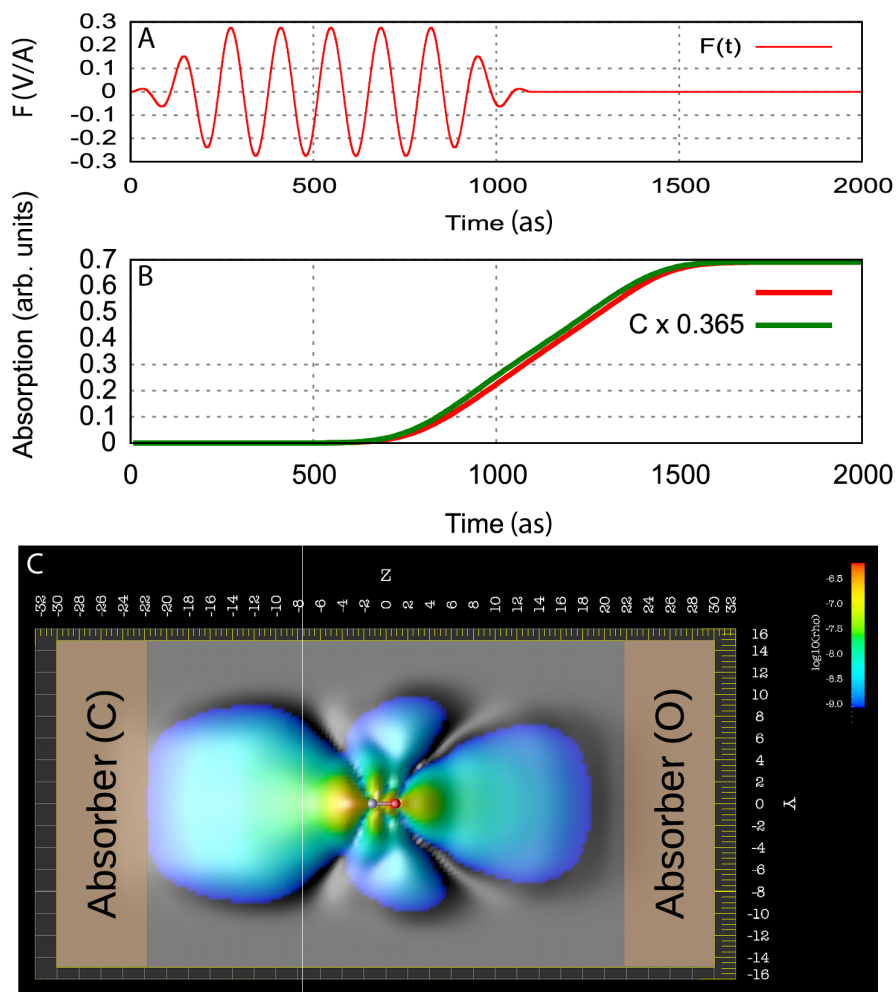 A
F (V/A)
0.3
0.2
0.1
0
-0.1
-0.2
-0.3
F(t)
0 500 1000 1500 2000
Time (as)
B
Absorption (arb. units)
0.7
0.6
0.5
0.3
0.2
0.1
0
C x 0.365
0 500 1000 1500 2000
Time (as)
C
Z
-32 -30 -28 -26 -24 -22 -20 -18 -16 -14 -12 -10 -8 -6 -4 -2 0 2 4 6 8 10 12 14 16 18 20 22 24 26 28 30 32
Absorber (C)
Absorber (O)
16
14
12
10
8
6
4
2
0
-2
-4
-6
-8
-10
-12
-14
-16
Y
log10(rho)
-6.5
-7.0
-7.5
-8.0
-8.5
-9.0